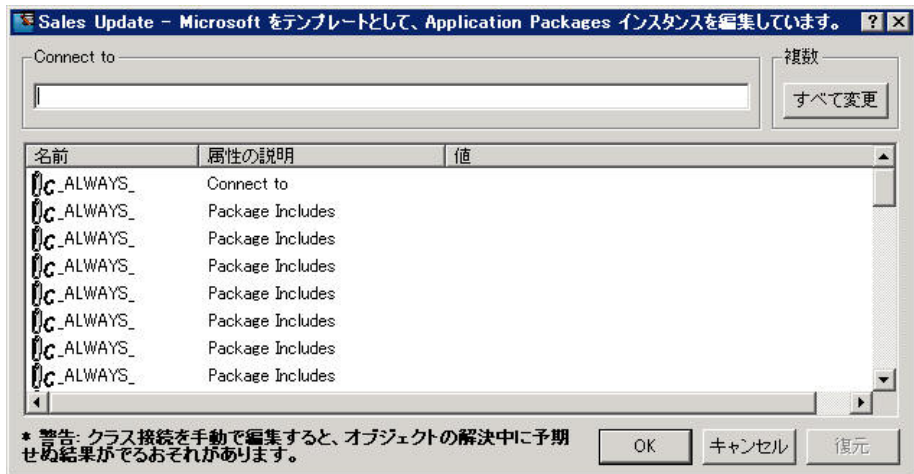 Sales Update - Microsoft をテンプレートとして、Application Packages インスタンスを編集しています。
Connect to
複数
すべて変更
名前 属性の説明 値
_ALWAYS_ Connect to
_ALWAYS_ Package Includes
_ALWAYS_ Package Includes
_ALWAYS_ Package Includes
_ALWAYS_ Package Includes
_ALWAYS_ Package Includes
_ALWAYS_ Package Includes
_ALWAYS_ Package Includes
* 警告: クラス接続を手動で編集すると、オブジェクトの解決中に予期
せぬ結果がでるおそれがあります。
OK キャンセル 復元